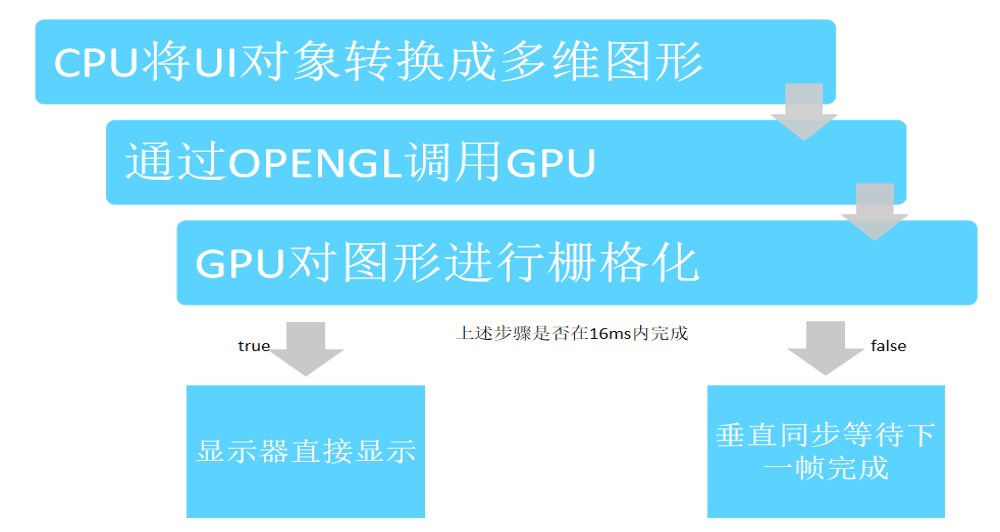 CPU将UI对象转换成多维图形
通过OPENGL调用GPU
GPU对图形进行栅格化
上述步骤是否在16ms内完成
true
false
显示器直接显示
垂直同步等待下
一帧完成